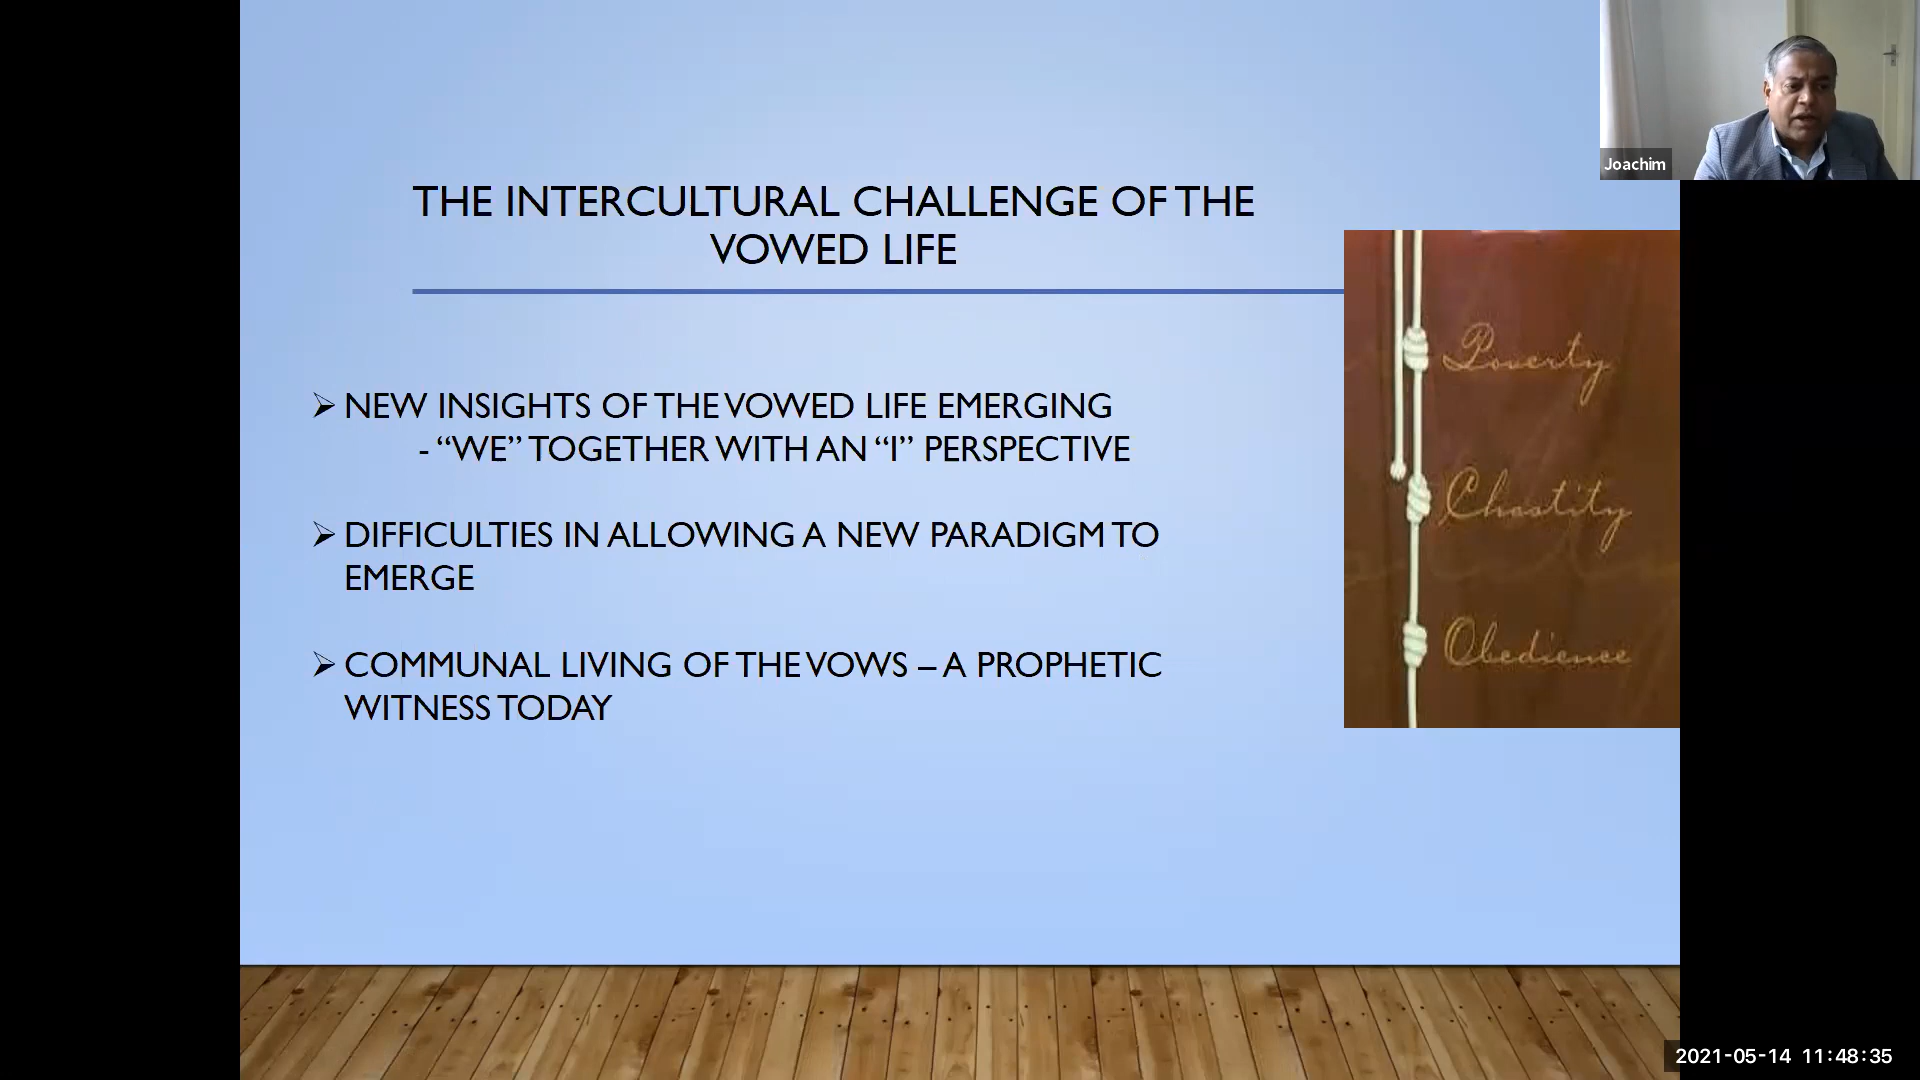 THE INTERCULTURAL CHALLENGE OF THE
VOWED LIFE
NEW INSIGHTS OF THE VOWED LIFE EMERGING
- “WE” TOGETHER WITH AN “I” PERSPECTIVE
DIFFICULTIES IN ALLOWING A NEW PARADIGM TO
EMERGE
COMMUNAL LIVING OF THE VOWS – A PROPHETIC
WITNESS TODAY
Poverty
Chastity
Obedience
Joachim
2021-05-14 11:48:35